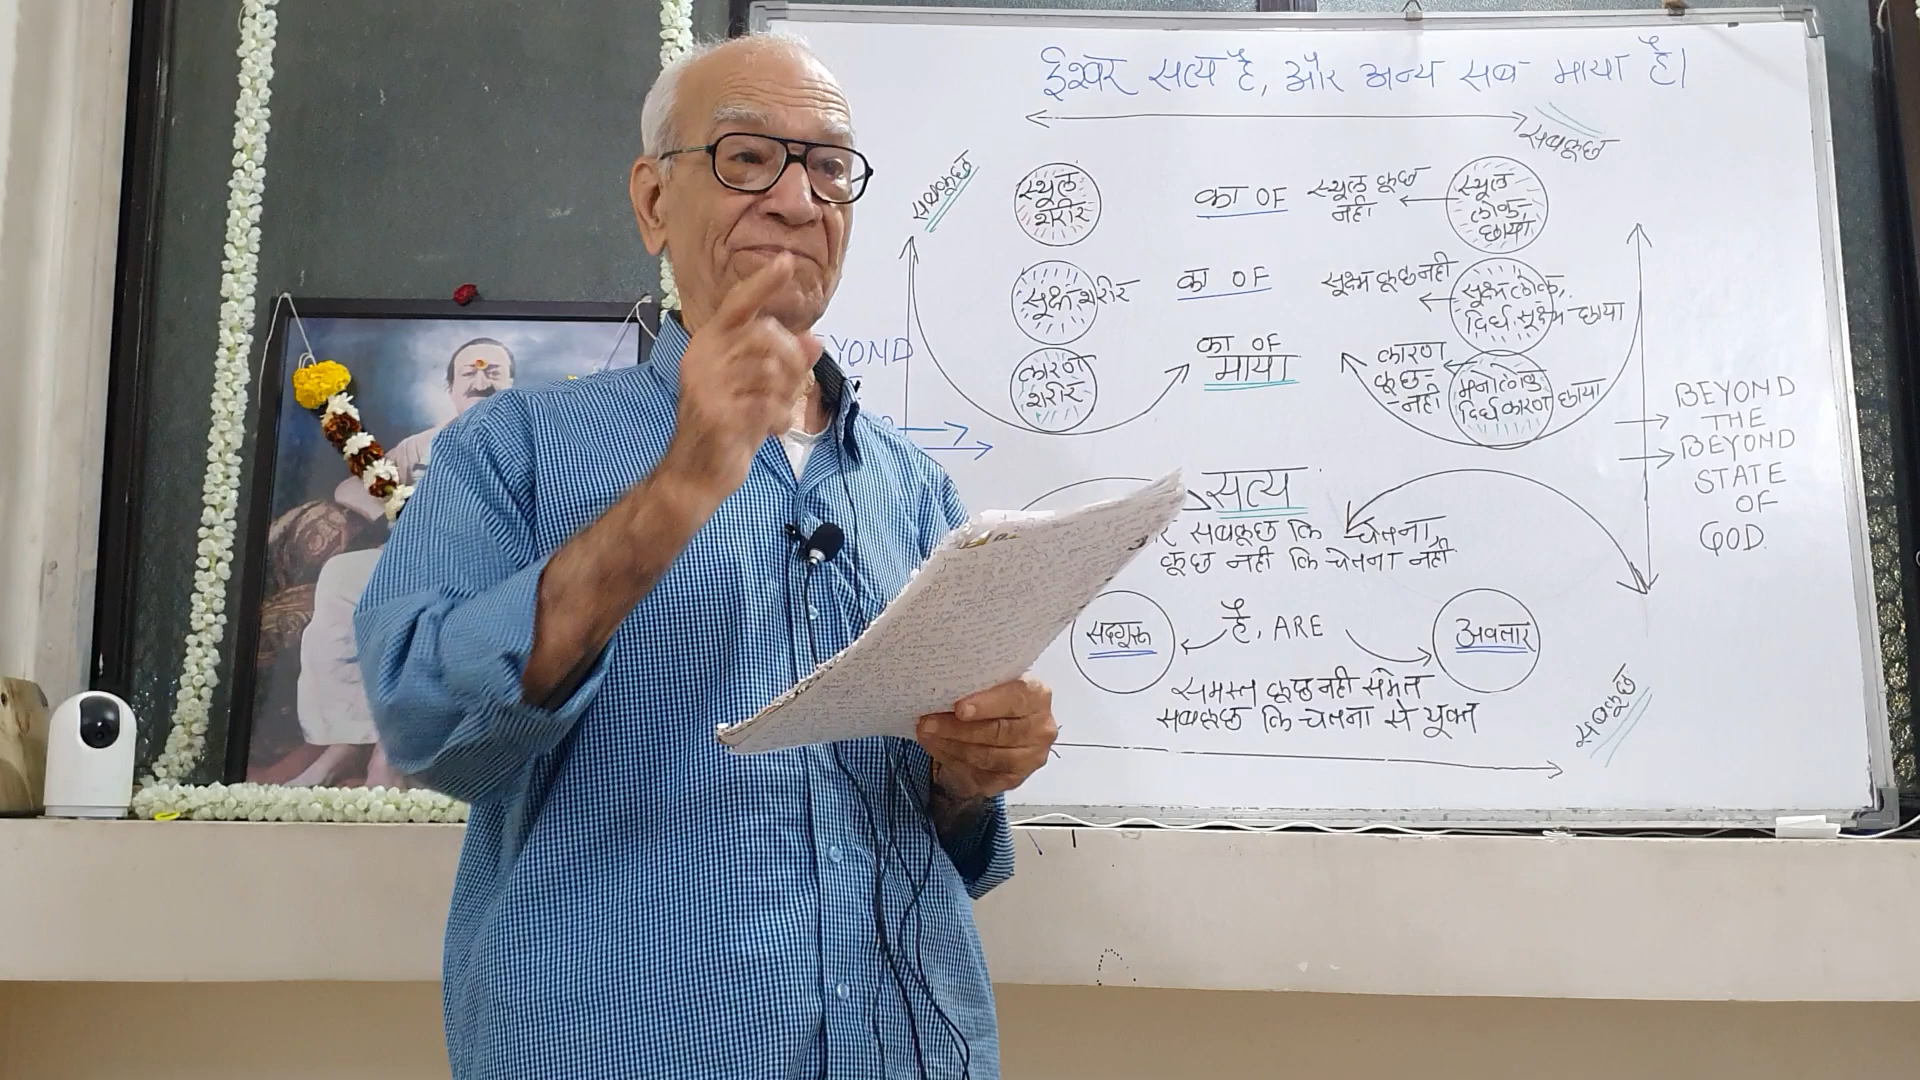 ईश्वर सत्य है, और अन्य सब माया है।
सबकूछ
सबकूछ
स्थूल
शरीर
का OF
स्थूल कूछ
नही
स्थूल
लोक,
छाया
सूक्ष्म शरीर
का OF
सूक्ष्म कूछ नही
सूक्ष्म लोक,
दिर्घ, सूक्ष्म छाया
कारण
शरीर
का OF
माया
कारण
कूछ
नही
मनोलोक
दिर्घ कारण छाया
YOND
BEYOND
THE
BEYOND
STATE
OF
GOD.
सत्य
सबकूछ कि चेतना,
कूछ नही कि चेतना नही
सदगुरू
है, ARE
अवतार
समस्त कूछ नही समेत
सबकूछ कि चेतना से यूक्त
सबकूछ